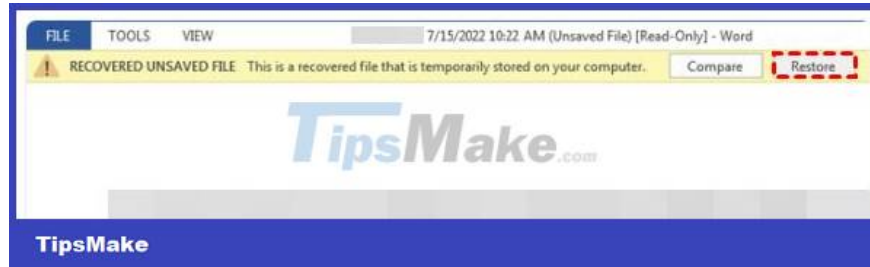 FILE TOOLS VIEW 7/15/2022 10:22 AM (Unsaved File) [Read-Only] - Word
RECOVERED UNSAVED FILE This is a recovered file that is temporarily stored on your computer. Compare Restore
TipsMake.com
TipsMake